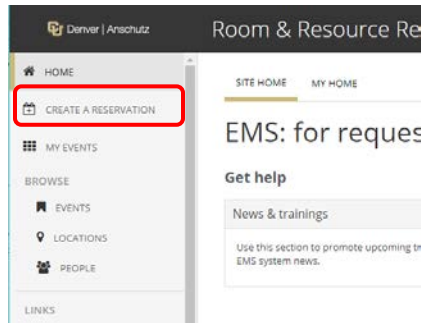 Denver | Anschutz
Room & Resource Re
HOME
CREATE A RESERVATION
MY EVENTS
BROWSE
EVENTS
LOCATIONS
PEOPLE
LINKS
SITE HOME MY HOME
EMS: for reques
Get help
News & trainings
Use this section to promote upcoming tr
EMS system news.